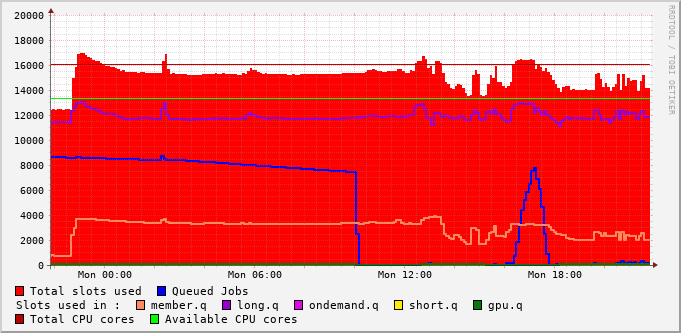 20000
18000
16000
14000
12000
10000
8000
6000
4000
2000
0
Mon 00:00 Mon 06:00 Mon 12:00 Mon 18:00
RRDTOOL / TOBI OETIKER
Total slots used Queued Jobs
Slots used in : member.q long.q ondemand.q short.q gpu.q
Total CPU cores Available CPU cores